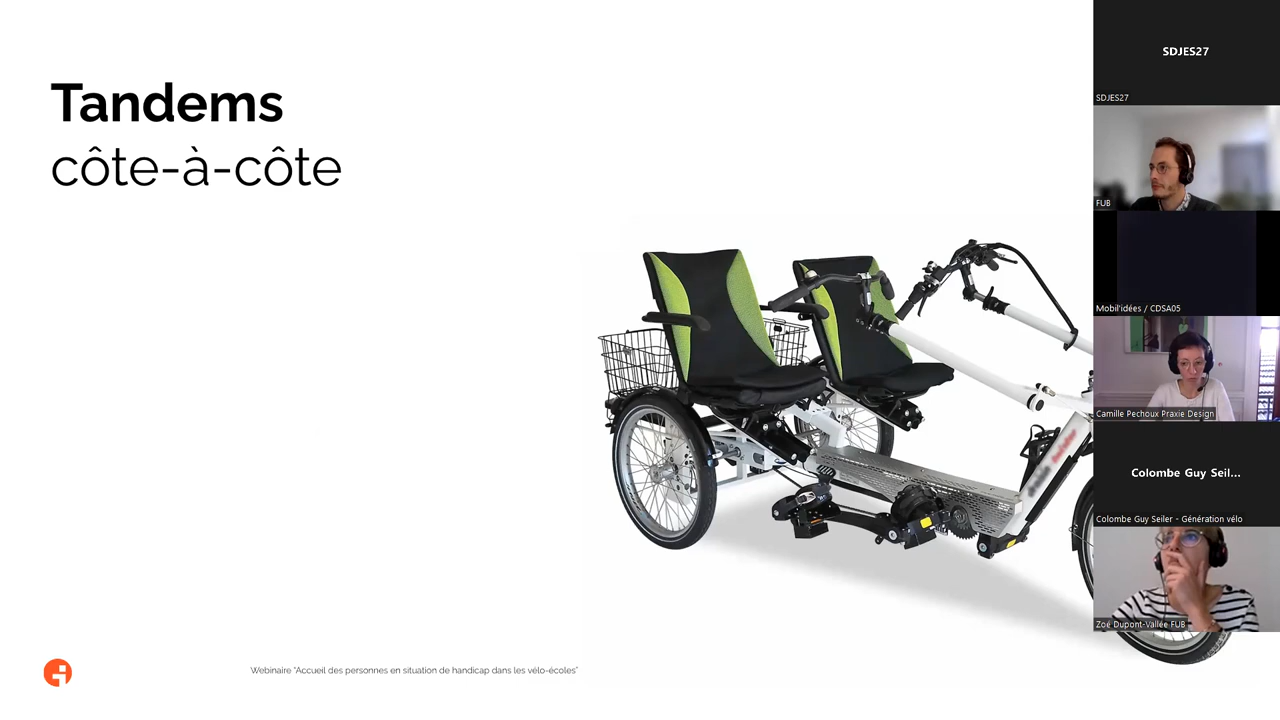 Tandems
côte-à-côte
Webinaire “Accueil des personnes en situation de handicap dans les vélo-écoles”
SDJES27
SDJES27
FUB
Mobil'idées / CDSA05
Camille Pechoux Praxie Design
Colombe Guy Seil...
Colombe Guy Seiler - Génération vélo
Zoé Dupont-Vallée FUB